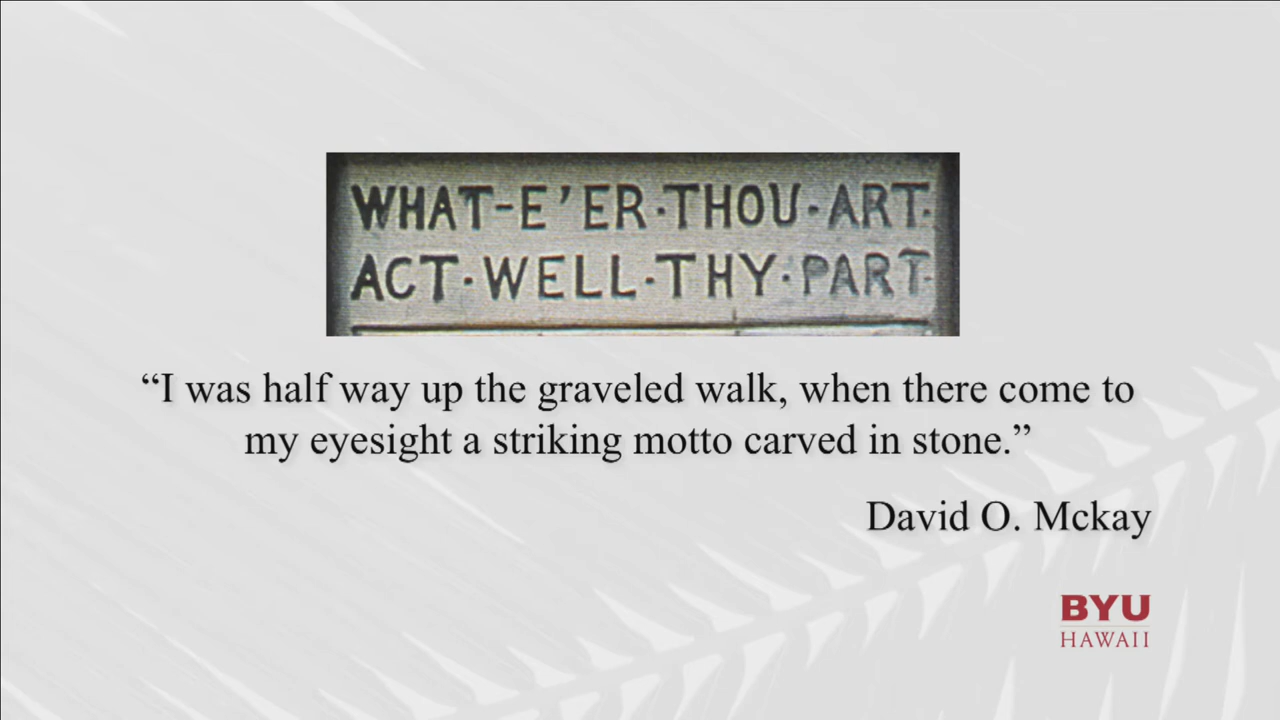 WHAT-E'ER·THOU·ART·
ACT·WELL·THY·PART·
“I was half way up the graveled walk, when there come to
my eyesight a striking motto carved in stone.”
David O. Mckay
BYU
HAWAII